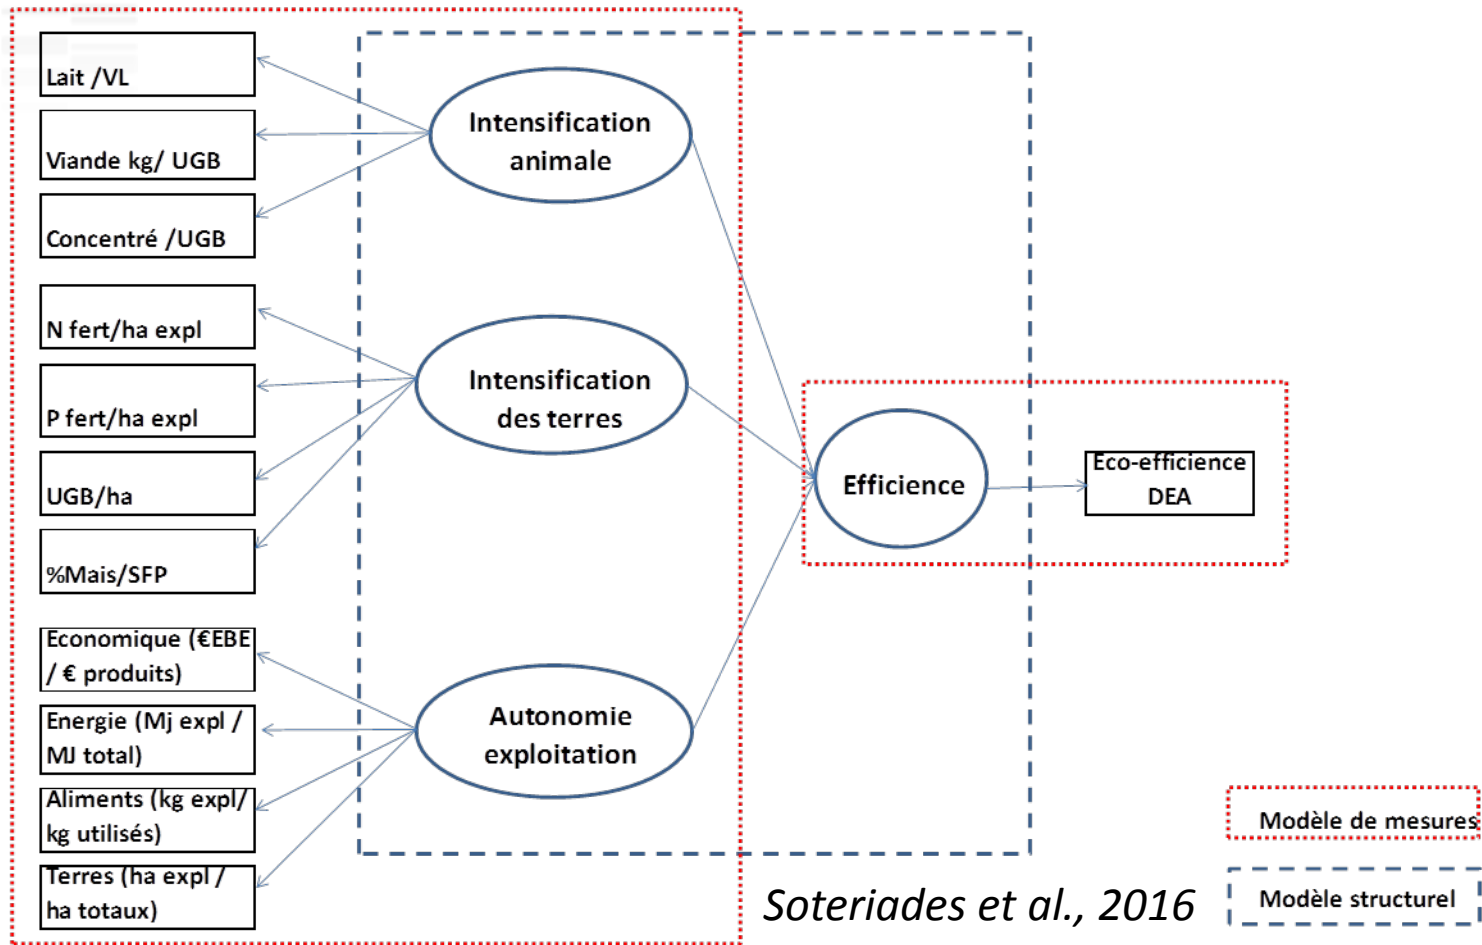 Lait /VL
Viande kg/ UGB
Concentré /UGB
N fert/ha expl
P fert/ha expl
UGB/ha
%Mais/SFP
Economique (€EBE
/ € produits)
Energie (Mj expl /
MJ total)
Aliments (kg expl/
kg utilisés)
Terres (ha expl /
ha totaux)
Intensification
animale
Intensification
des terres
Autonomie
exploitation
Efficience
Eco-efficience
DEA
Modèle de mesures
Modèle structurel
Soteriades et al., 2016